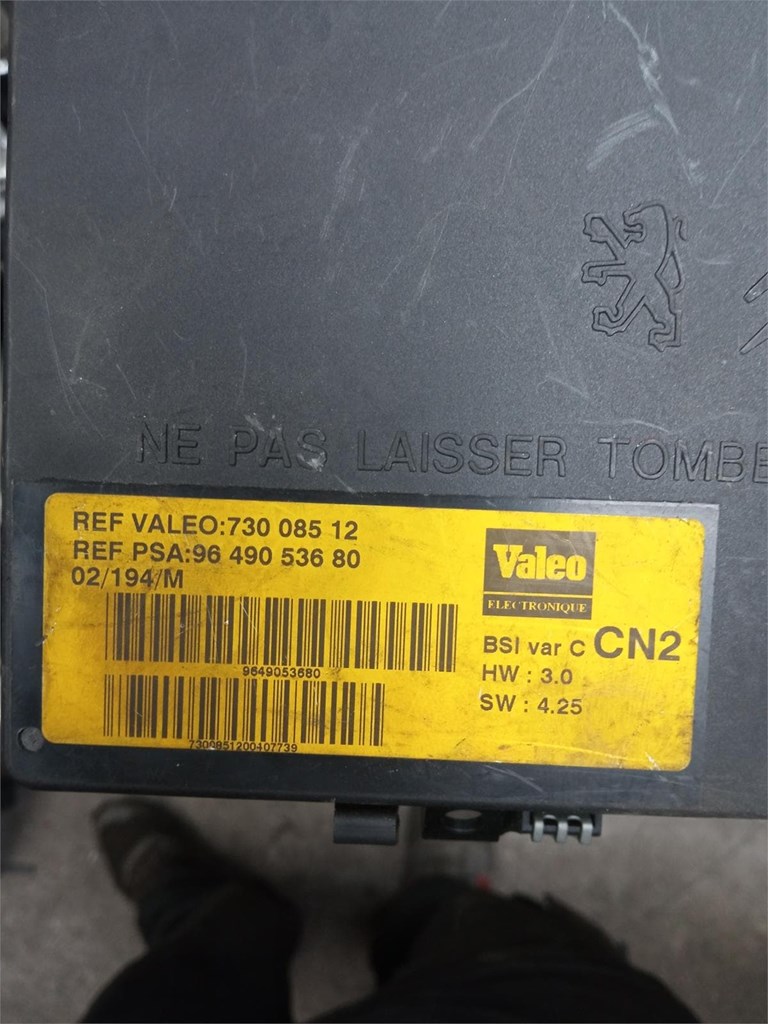 NE PAS LAISSER TOMBE
REF VALEO:730 085 12
REF PSA:96 490 536 80
02/194/M
9649053680
7300851200407739
Valeo
ELECTRONIQUE
BSI var C CN2
HW : 3.0
SW : 4.25